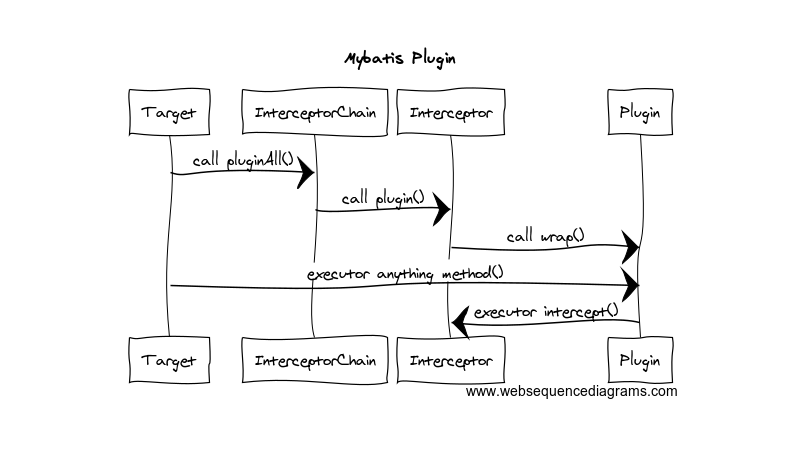 Mybatis Plugin
Target InterceptorChain Interceptor Plugin
call pluginAll()
call plugin()
call wrap()
executor anything method()
executor intercept()
Target InterceptorChain Interceptor Plugin
www.websequencediagrams.com